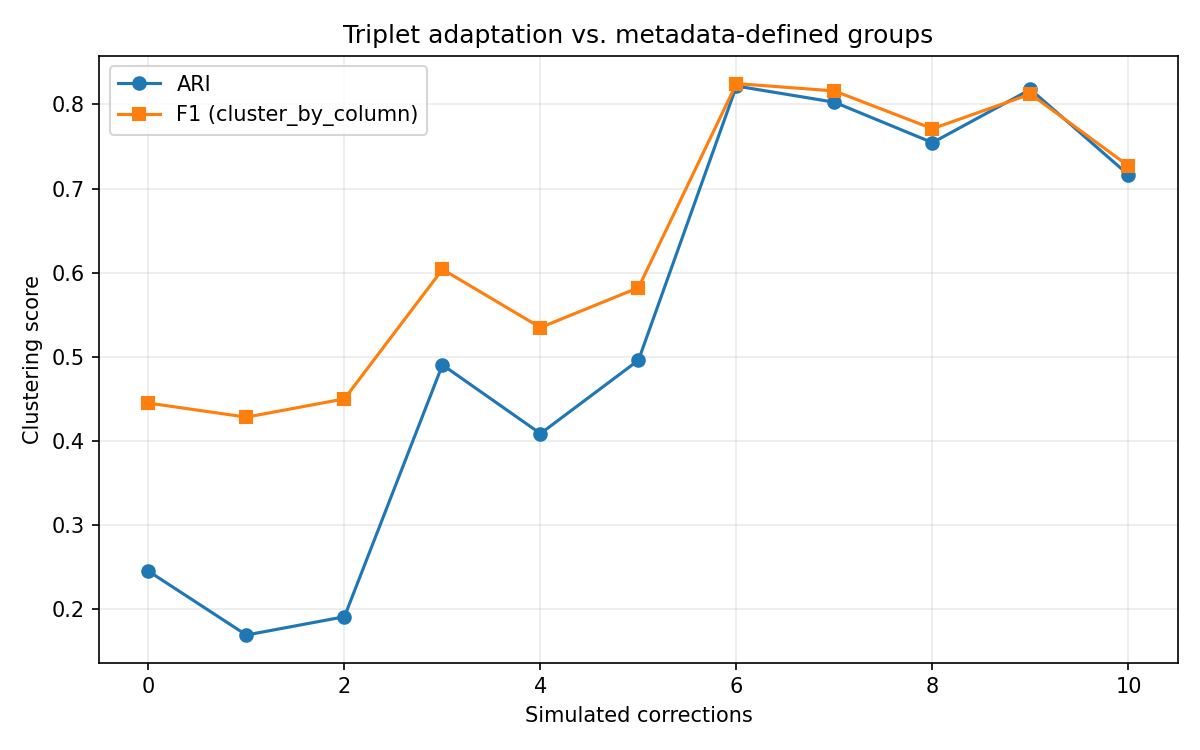 Triplet adaptation vs. metadata-defined groups
ARI
F1 (cluster_by_column)
0.8
0.7
0.6
0.5
0.4
0.3
0.2
Clustering score
0 2 4 6 8 10
Simulated corrections